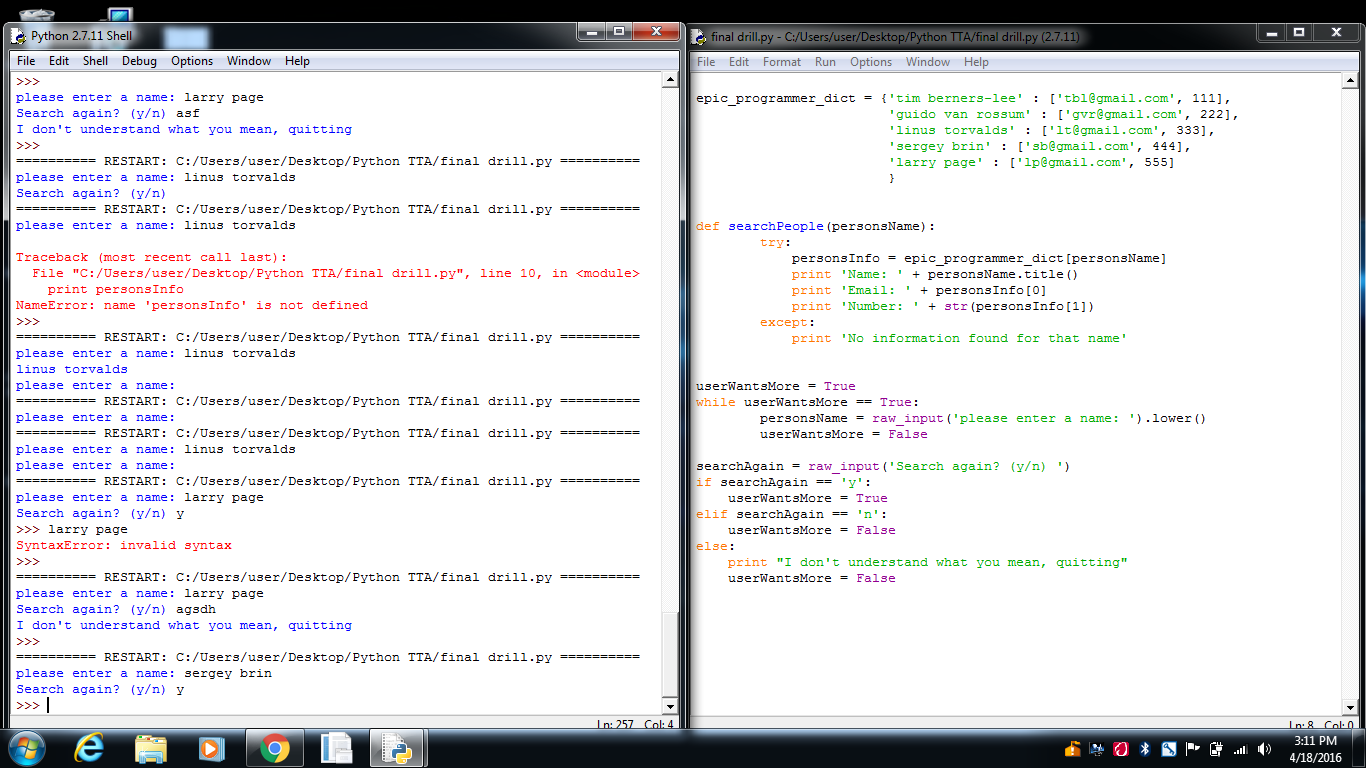 Python 2.7.11 Shell
File Edit Shell Debug Options Window Help
>>>
please enter a name: larry page
Search again? (y/n) asf
I don't understand what you mean, quitting
>>>
========== RESTART: C:/Users/user/Desktop/Python TTA/final drill.py ==========
please enter a name: linus torvalds
Search again? (y/n)
========== RESTART: C:/Users/user/Desktop/Python TTA/final drill.py ==========
please enter a name: linus torvalds
Traceback (most recent call last):
  File "C:/Users/user/Desktop/Python TTA/final drill.py", line 10, in <module>
    print personsInfo
NameError: name 'personsInfo' is not defined
>>>
========== RESTART: C:/Users/user/Desktop/Python TTA/final drill.py ==========
please enter a name: linus torvalds
linus torvalds
please enter a name:
========== RESTART: C:/Users/user/Desktop/Python TTA/final drill.py ==========
please enter a name:
========== RESTART: C:/Users/user/Desktop/Python TTA/final drill.py ==========
please enter a name: linus torvalds
please enter a name:
========== RESTART: C:/Users/user/Desktop/Python TTA/final drill.py ==========
please enter a name: larry page
Search again? (y/n) y
>>> larry page
SyntaxError: invalid syntax
>>>
========== RESTART: C:/Users/user/Desktop/Python TTA/final drill.py ==========
please enter a name: larry page
Search again? (y/n) agsdh
I don't understand what you mean, quitting
>>>
========== RESTART: C:/Users/user/Desktop/Python TTA/final drill.py ==========
please enter a name: sergey brin
Search again? (y/n) y
>>>
Ln: 257 Col: 4
final drill.py - C:/Users/user/Desktop/Python TTA/final drill.py (2.7.11)
File Edit Format Run Options Window Help
epic_programmer_dict = {'tim berners-lee' : ['tbl@gmail.com', 111],
                        'guido van rossum' : ['gvr@gmail.com', 222],
                        'linus torvalds' : ['lt@gmail.com', 333],
                        'sergey brin' : ['sb@gmail.com', 444],
                        'larry page' : ['lp@gmail.com', 555]
                        }
def searchPeople(personsName):
        try:
            personsInfo = epic_programmer_dict[personsName]
            print 'Name: ' + personsName.title()
            print 'Email: ' + personsInfo[0]
            print 'Number: ' + str(personsInfo[1])
        except:
            print 'No information found for that name'
userWantsMore = True
while userWantsMore == True:
        personsName = raw_input('please enter a name: ').lower()
        userWantsMore = False
searchAgain = raw_input('Search again? (y/n) ')
if searchAgain == 'y':
    userWantsMore = True
elif searchAgain == 'n':
    userWantsMore = False
else:
    print "I don't understand what you mean, quitting"
    userWantsMore = False
Ln: 8 Col: 0
3:11 PM
4/18/2016